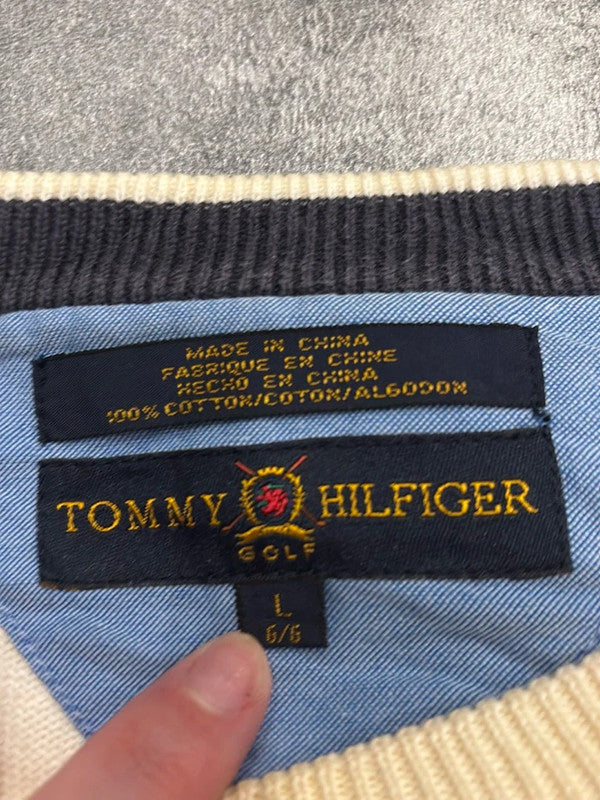 MADE IN CHINA
FABRIQUE EN CHINE
HECHO EN CHINA
100% COTTON/COTON/ALGODON
TOMMY HILFIGER
GOLF
L
G/G